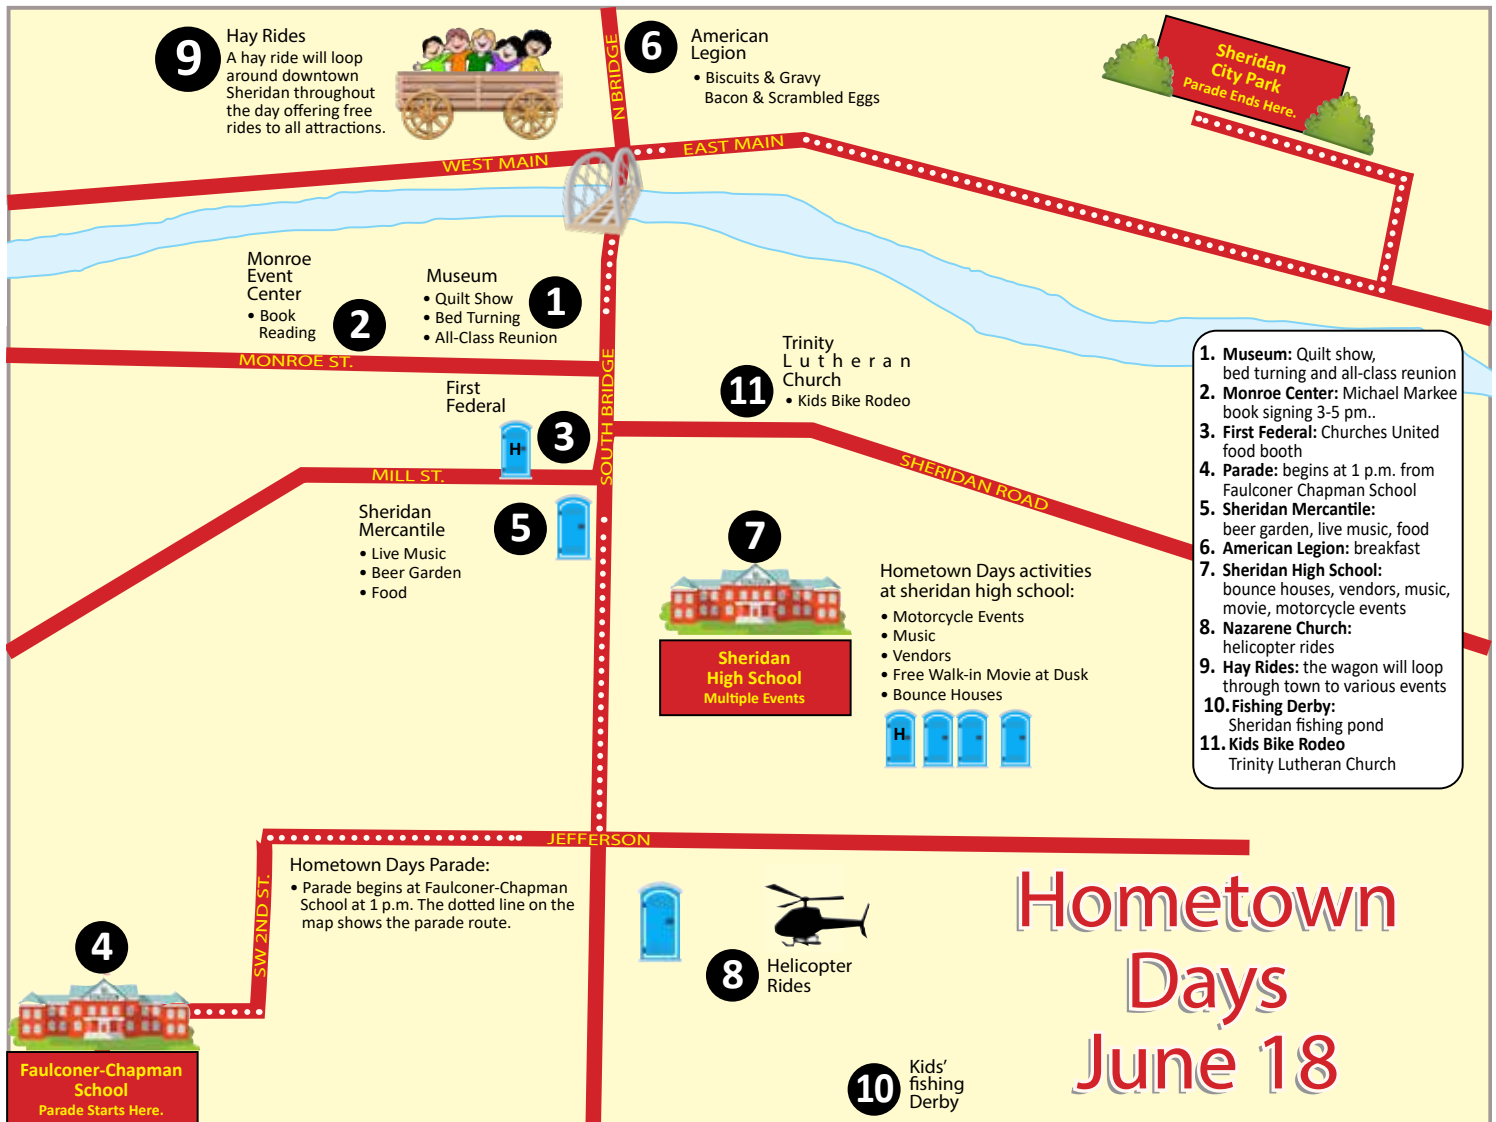 9
Hay Rides
A hay ride will loop
around downtown
Sheridan throughout
the day offering free
rides to all attractions.
N BRIDGE
6
American
Legion
• Biscuits & Gravy
Bacon & Scrambled Eggs
Sheridan
City Park
Parade Ends Here.
WEST MAIN
EAST MAIN
Monroe
Event
Center
• Book
Reading
2
Museum
• Quilt Show
• Bed Turning
• All-Class Reunion
1
MONROE ST.
SOUTH BRIDGE
First
Federal
H
3
MILL ST.
Trinity
Lutheran
Church
• Kids Bike Rodeo
11
SHERIDAN ROAD
Sheridan
Mercantile
• Live Music
• Beer Garden
• Food
5
7
Sheridan
High School
Multiple Events
Hometown Days activities
at sheridan high school:
• Motorcycle Events
• Music
• Vendors
• Free Walk-in Movie at Dusk
• Bounce Houses
H
1. Museum: Quilt show,
bed turning and all-class reunion
2. Monroe Center: Michael Markee
book signing 3-5 pm..
3. First Federal: Churches United
food booth
4. Parade: begins at 1 p.m. from
Faulconer Chapman School
5. Sheridan Mercantile:
beer garden, live music, food
6. American Legion: breakfast
7. Sheridan High School:
bounce houses, vendors, music,
movie, motorcycle events
8. Nazarene Church:
helicopter rides
9. Hay Rides: the wagon will loop
through town to various events
10. Fishing Derby:
Sheridan fishing pond
11. Kids Bike Rodeo
Trinity Lutheran Church
JEFFERSON
SW 2ND ST.
Hometown Days Parade:
• Parade begins at Faulconer-Chapman
School at 1 p.m. The dotted line on the
map shows the parade route.
4
Faulconer-Chapman
School
Parade Starts Here.
8
Helicopter
Rides
10
Kids’
fishing
Derby
Hometown
Days
June 18